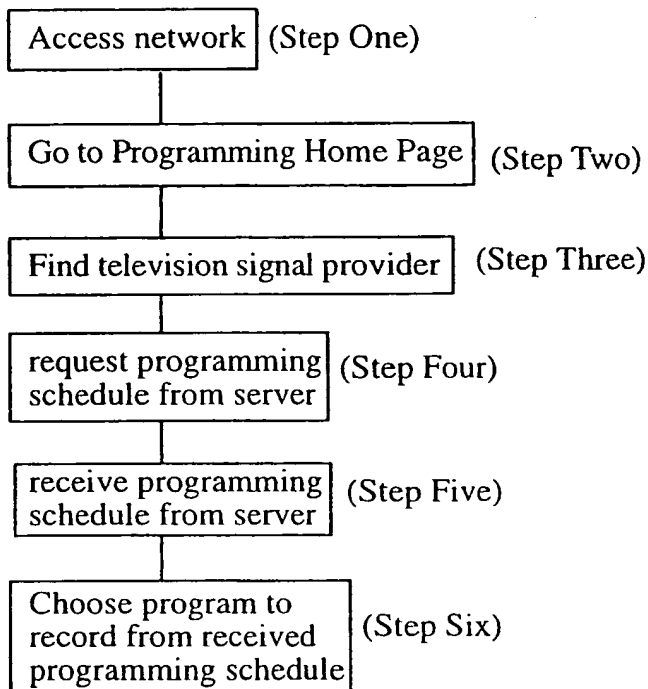 Access network (Step One)
Go to Programming Home Page (Step Two)
Find television signal provider (Step Three)
request programming
schedule from server (Step Four)
receive programming
schedule from server (Step Five)
Choose program to
record from received
programming schedule (Step Six)